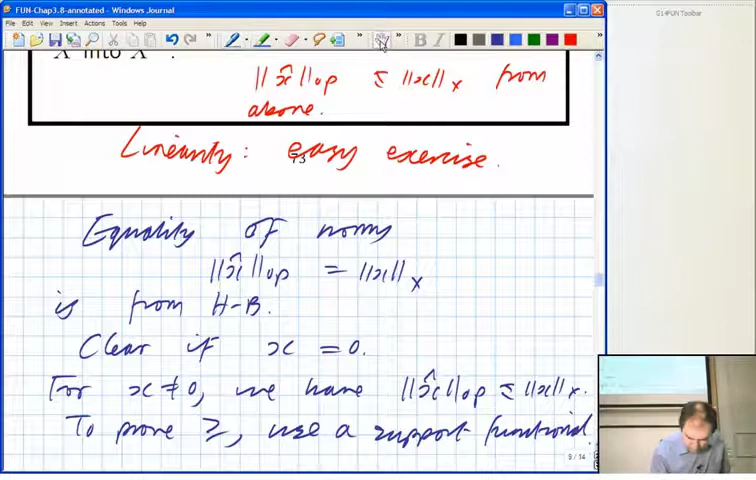 FUN-Chap3.8-annotated - Windows Journal
G14FUN Toolbar
File Edit View Insert Actions Tools Help
B I
X into X
||x̂||op ≤ ||x||X from
above.
Linearity: easy exercise.
73
Equality of norms
||x̂||op = ||x||X
is from H-B.
Clear if x = 0.
For x ≠ 0, we have ||x̂||op ≤ ||x||X.
To prove ≥, use a support functional.
9 / 14